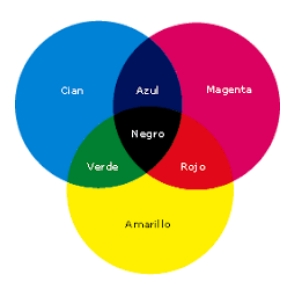 Cian
Azul
Magenta
Negro
Verde
Rojo
Amarillo